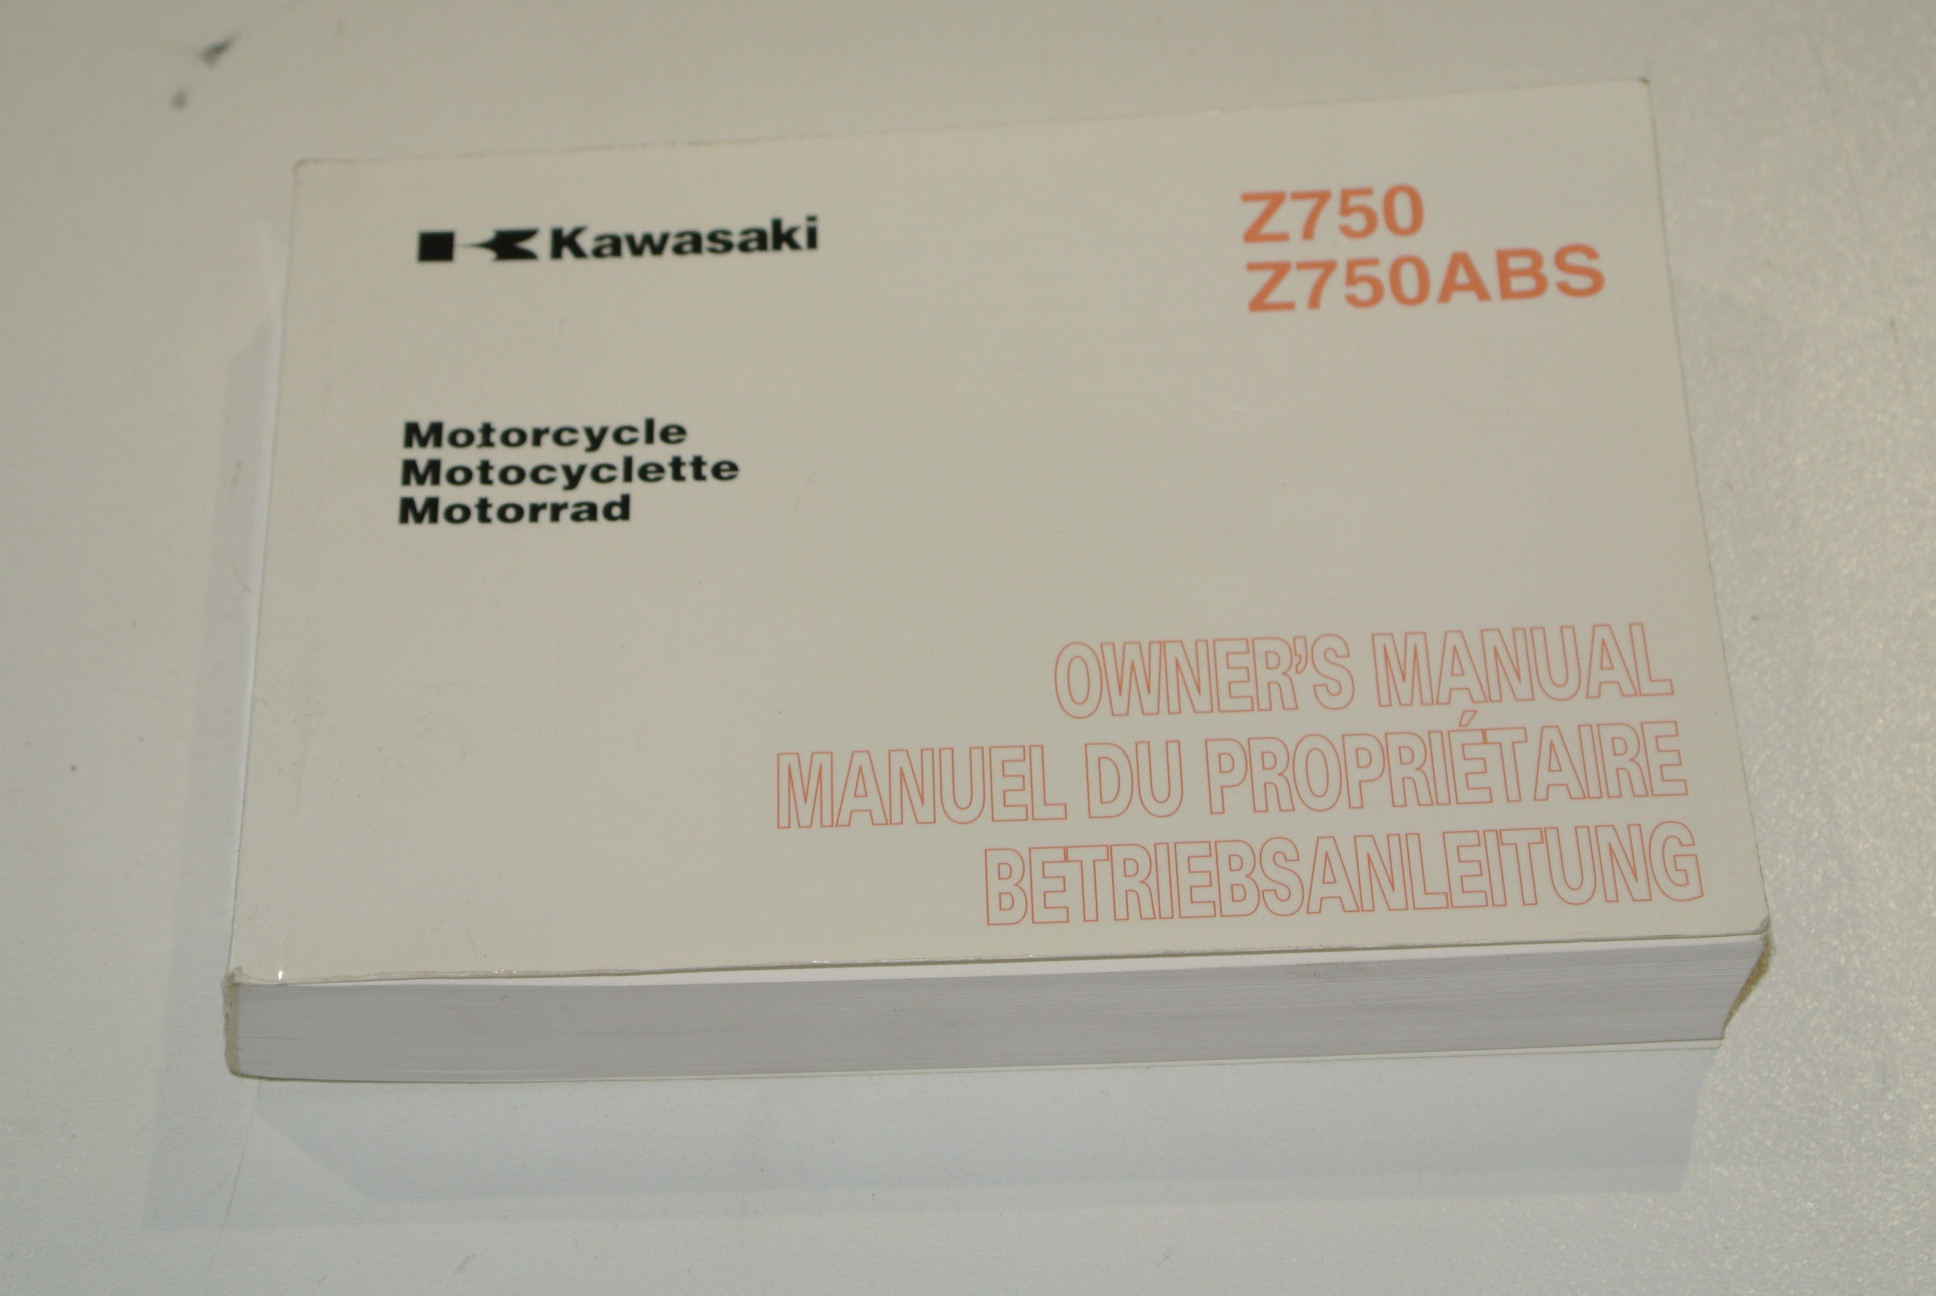 Kawasaki
Z750
Z750ABS
Motorcycle
Motocyclette
Motorrad
OWNER'S MANUAL
MANUEL DU PROPRIÉTAIRE
BETRIEBSANLEITUNG